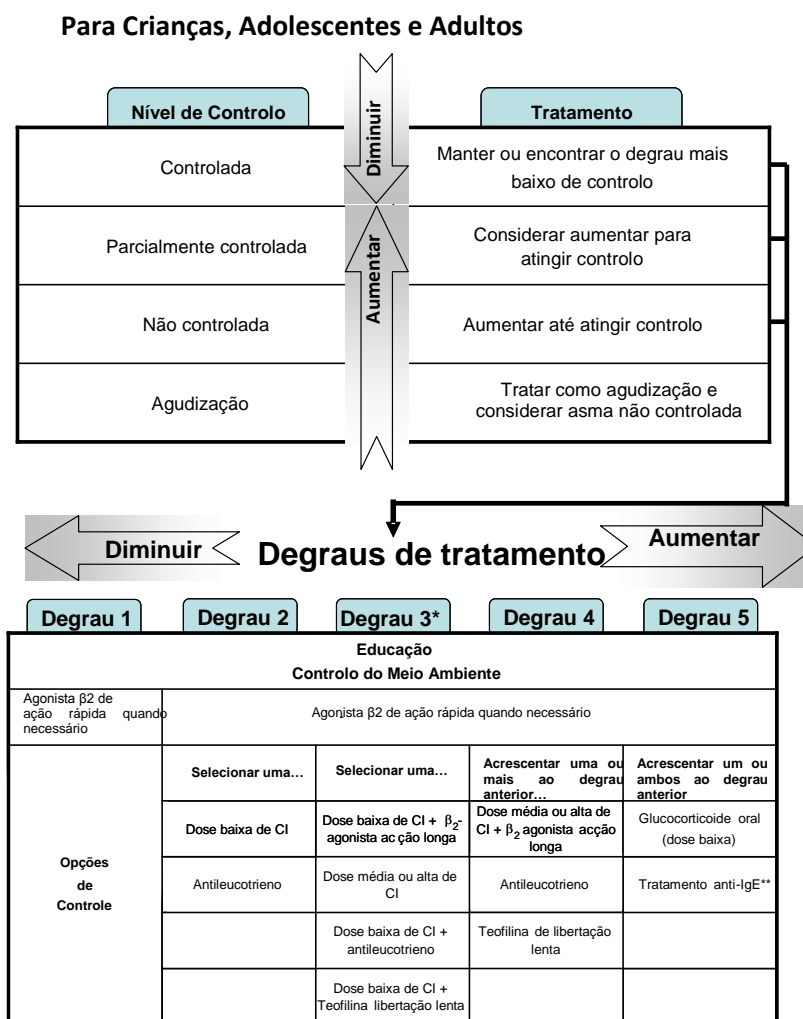 Para Crianças, Adolescentes e Adultos
Nível de Controlo
Diminuir
Tratamento
Controlada
Manter ou encontrar o degrau mais
baixo de controlo
Parcialmente controlada
Aumentar
Considerar aumentar para
atingir controlo
Não controlada
Aumentar até atingir controlo
Agudização
Tratar como agudização e
considerar asma não controlada
Diminuir
Degraus de tratamento
Aumentar
Degrau 1
Degrau 2
Degrau 3*
Degrau 4
Degrau 5
Educação
Controlo do Meio Ambiente
Agonista β2 de
ação rápida quando
necessário
Agonista β2 de ação rápida quando necessário
Opções
de
Controle
Selecionar uma…
Selecionar uma…
Acrescentar uma ou
mais ao degrau
anterior…
Acrescentar um ou
ambos ao degrau
anterior
Dose baixa de CI
Dose baixa de CI + β2-
agonista ac ção longa
Dose média ou alta de
CI + β2 agonista acção
longa
Glucocorticoide oral
(dose baixa)
Antileucotrieno
Dose média ou alta de
CI
Antileucotrieno
Tratamento anti-IgE**
Dose baixa de CI +
antileucotrieno
Teofilina de libertação
lenta
Dose baixa de CI +
Teofilina libertação lenta